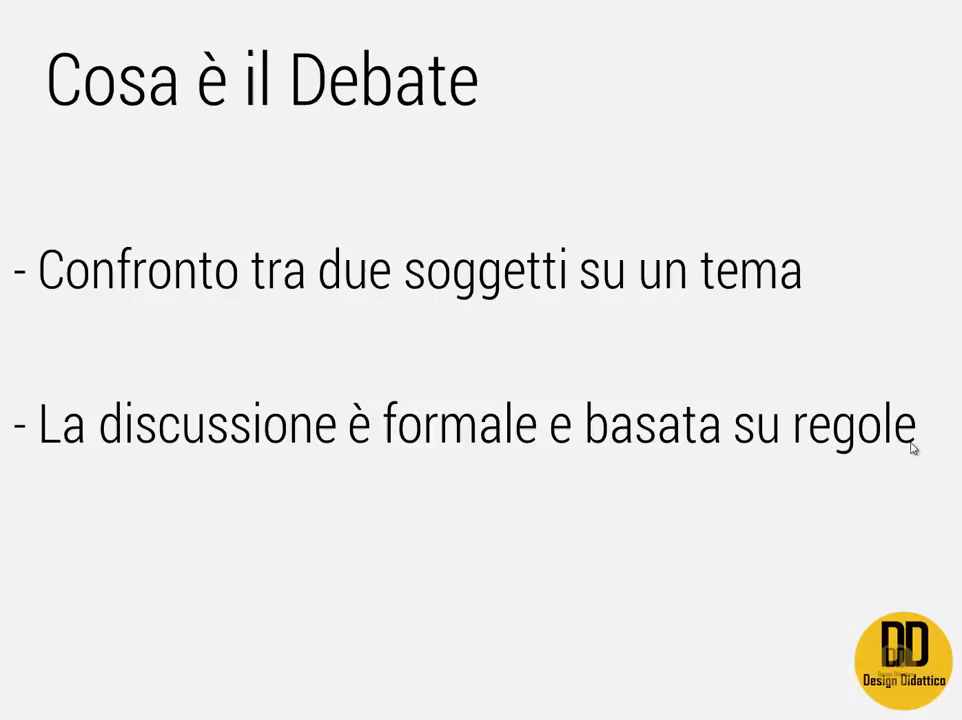 Cosa è il Debate
- Confronto tra due soggetti su un tema
- La discussione è formale e basata su regole
DD
Design Didattico